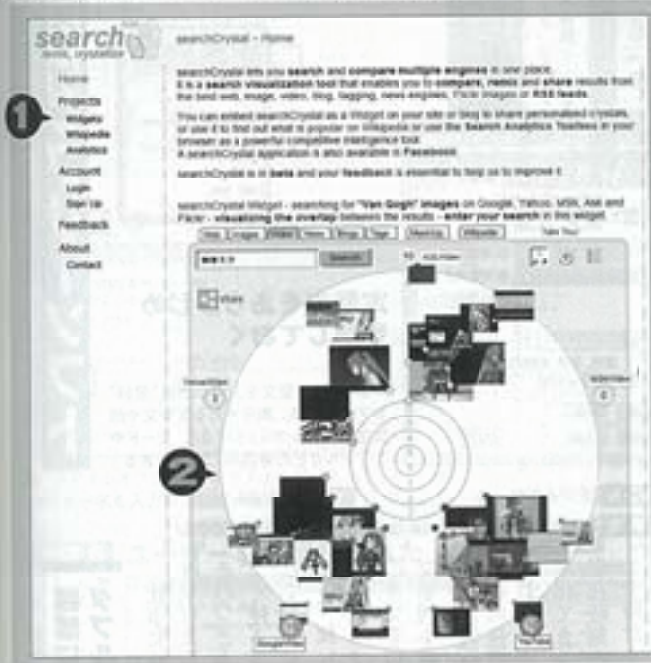 search
searchCrystal - Home
Home
Projects
Widgets
Wikipedia
Analytics
Account
Login
Sign Up
Feedback
About
Contact
searchCrystal lets you search and compare multiple engines in one place.
It is a search visualization tool that enables you to compare, remix and share results from
the best web, image, video, blog, tagging, news engines, Flickr images or RSS feeds.
You can embed searchCrystal as a Widget on your site or blog to share personalized crystals,
or use it to find out what is popular on Wikipedia or use the Search Analytics Toolbox in your
browser as a powerful competitive intelligence tool.
A searchCrystal application is also available in Facebook.
searchCrystal is in beta and your feedback is essential to help us to improve it.
searchCrystal Widget - searching for "Van Gogh" images on Google, Yahoo, MSN, Ask and
Flickr - visualizing the overlap between the results - enter your search in this widget.
Web Images Video News Blogs Tags MashUp Wikipedia
Search
share
1
2